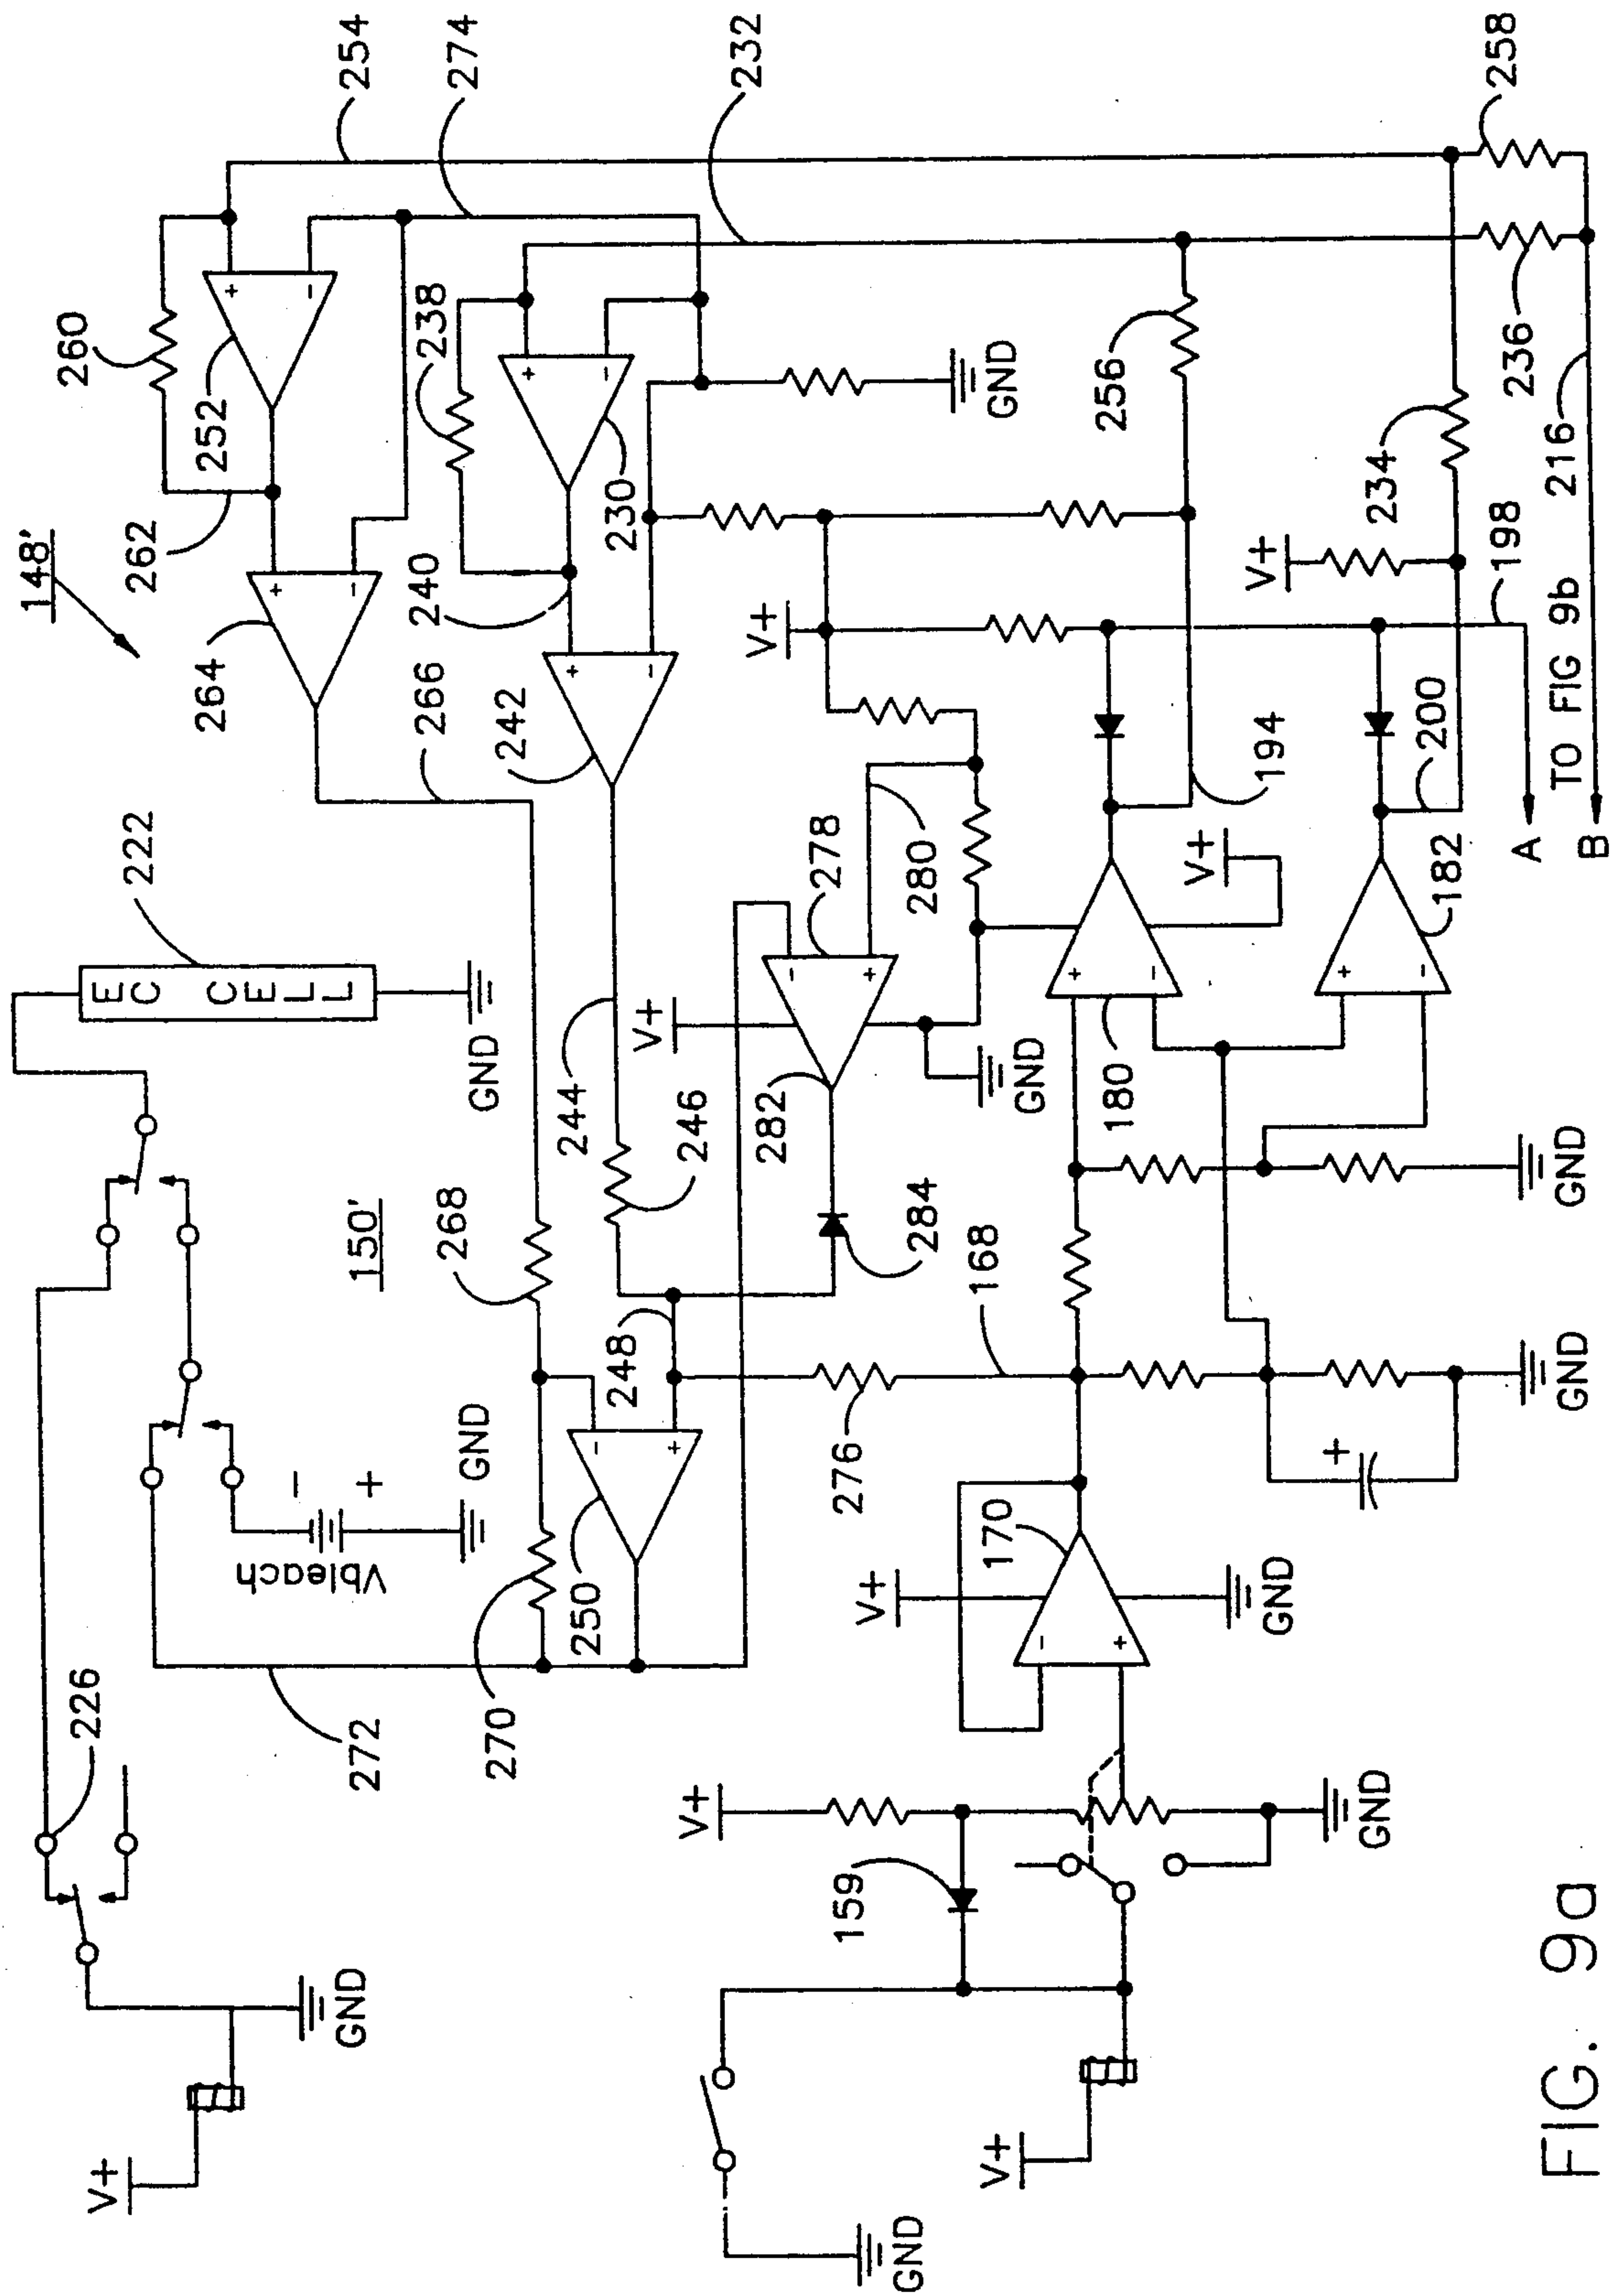 148'
260
252
262
264
266
254
274
232
238
230
240
242
244
246
222
EC CELL
GND
150'
268
248
226
272
270
250
Vbleach
-
+
GND
V+
GND
V+
GND
V+
256
278
280
282
284
V+
GND
194
V+
180
182
200
V+
234
198
236
258
216
A
B
TO FIG 9b
168
276
170
V+
GND
GND
GND
+
V+
159
GND
V+
GND
FIG. 9a